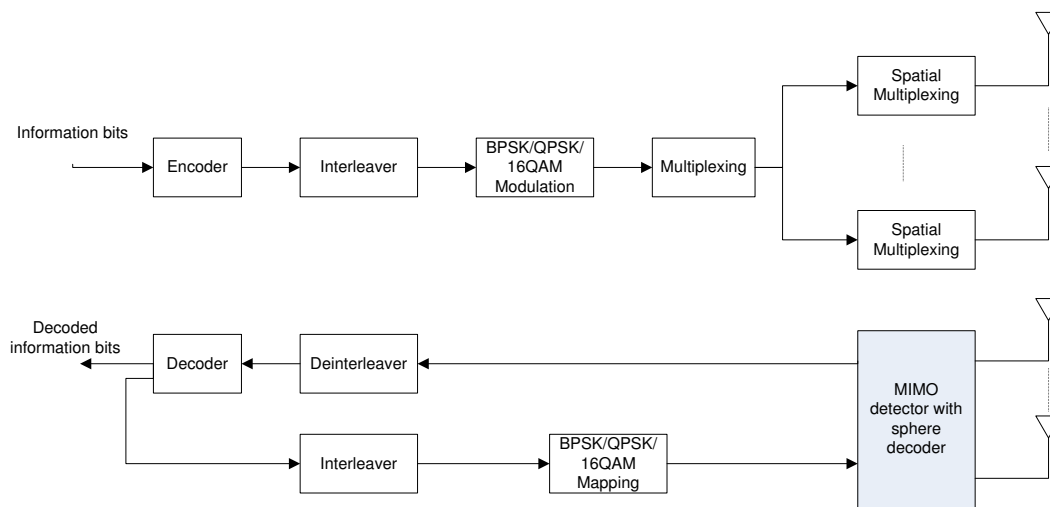 Information bits
Encoder
Interleaver
BPSK/QPSK/
16QAM
Modulation
Multiplexing
Spatial
Multiplexing
Spatial
Multiplexing
Decoded
information bits
Decoder
Deinterleaver
Interleaver
BPSK/QPSK/
16QAM
Mapping
MIMO
detector with
sphere
decoder